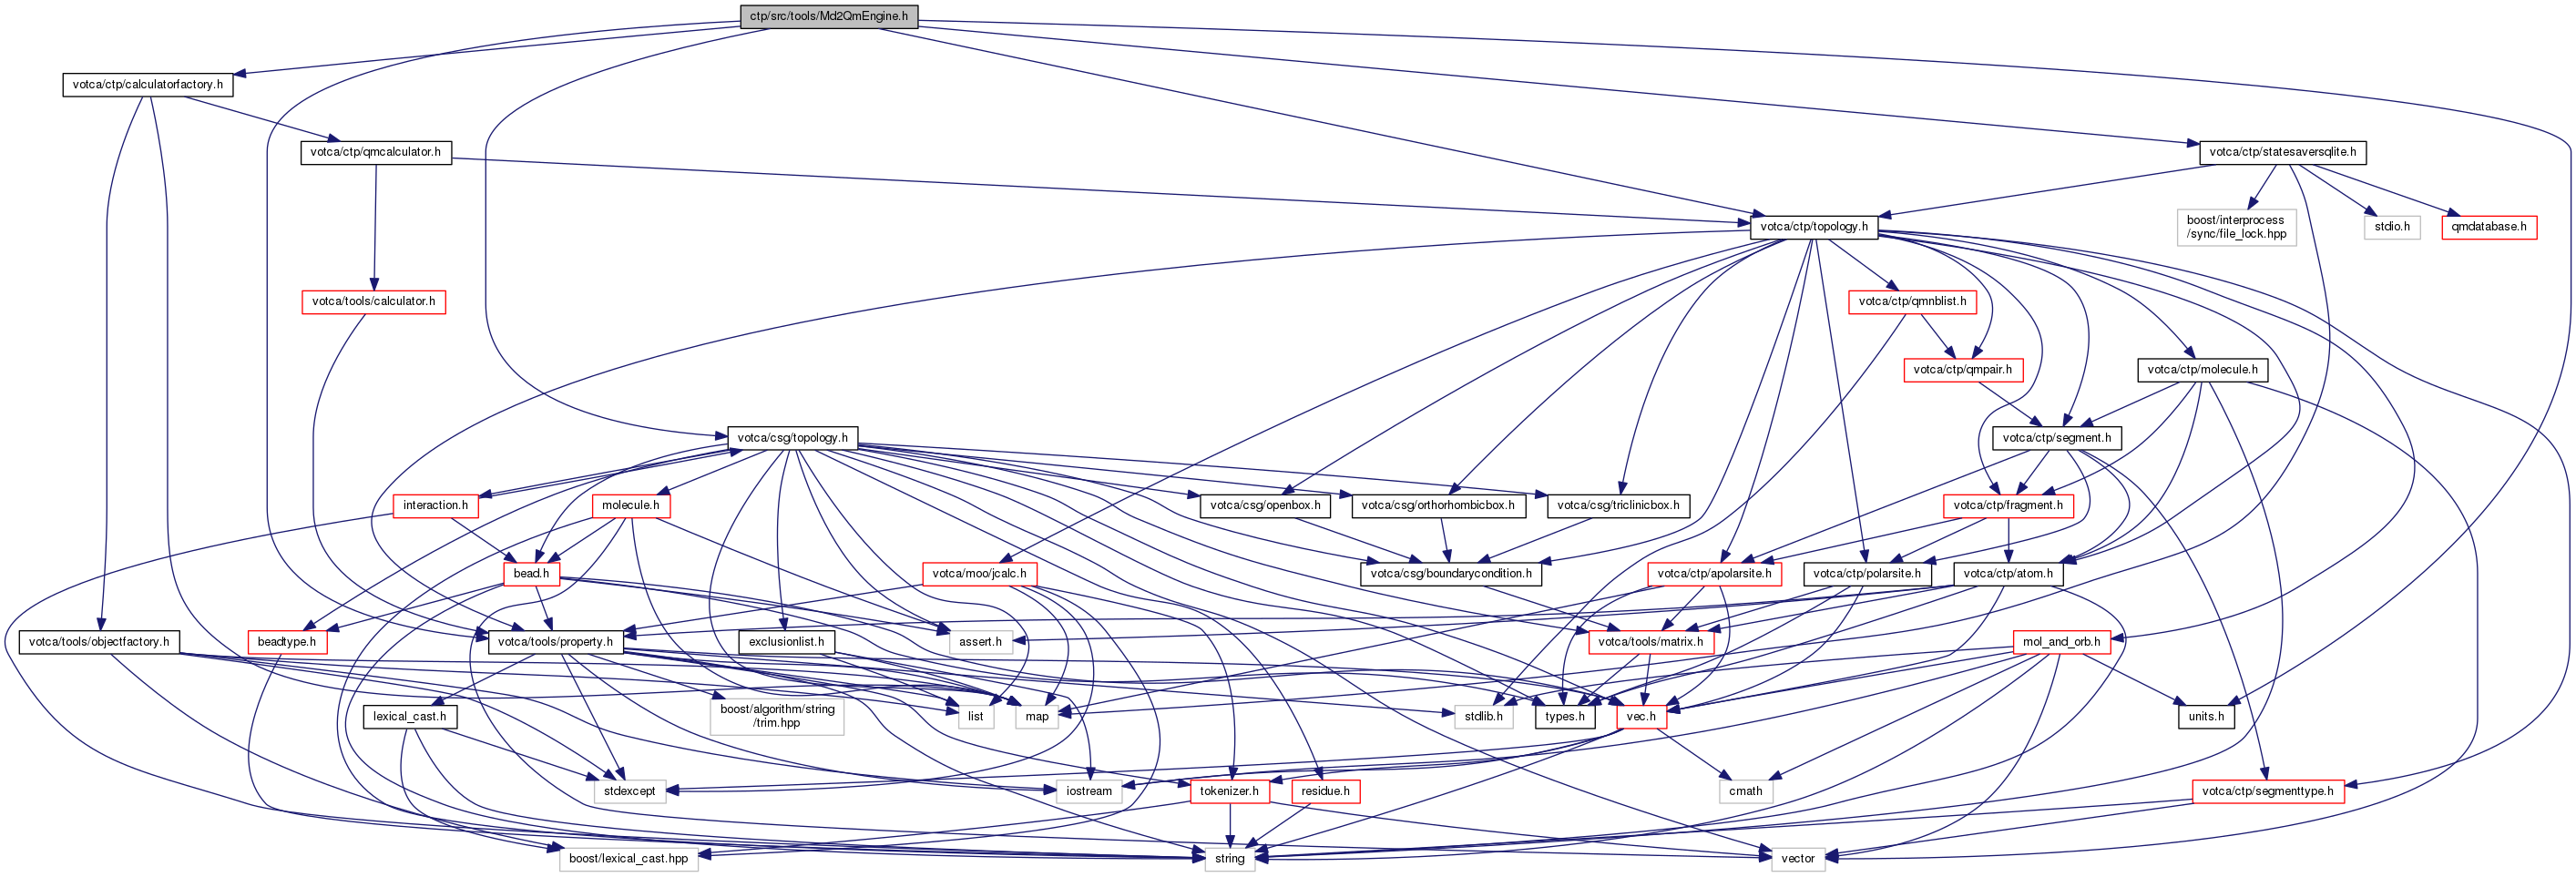 ctp/src/tools/Md2QmEngine.h
votca/ctp/calculatorfactory.h
votca/ctp/qmcalculator.h
votca/ctp/statesaversqlite.h
votca/ctp/topology.h
boost/interprocess
/sync/file_lock.hpp
stdio.h
qmdatabase.h
votca/tools/calculator.h
votca/ctp/qmnblist.h
votca/ctp/qmpair.h
votca/ctp/molecule.h
votca/csg/topology.h
votca/ctp/segment.h
interaction.h
molecule.h
votca/csg/openbox.h
votca/csg/orthorhombicbox.h
votca/csg/triclinicbox.h
votca/ctp/fragment.h
bead.h
votca/moo/jcalc.h
votca/csg/boundarycondition.h
votca/ctp/apolarsite.h
votca/ctp/polarsite.h
votca/ctp/atom.h
votca/tools/objectfactory.h
beadtype.h
votca/tools/property.h
exclusionlist.h
assert.h
votca/tools/matrix.h
mol_and_orb.h
lexical_cast.h
boost/algorithm/string
/trim.hpp
list
map
stdlib.h
types.h
vec.h
units.h
stdexcept
iostream
tokenizer.h
residue.h
cmath
votca/ctp/segmenttype.h
boost/lexical_cast.hpp
string
vector